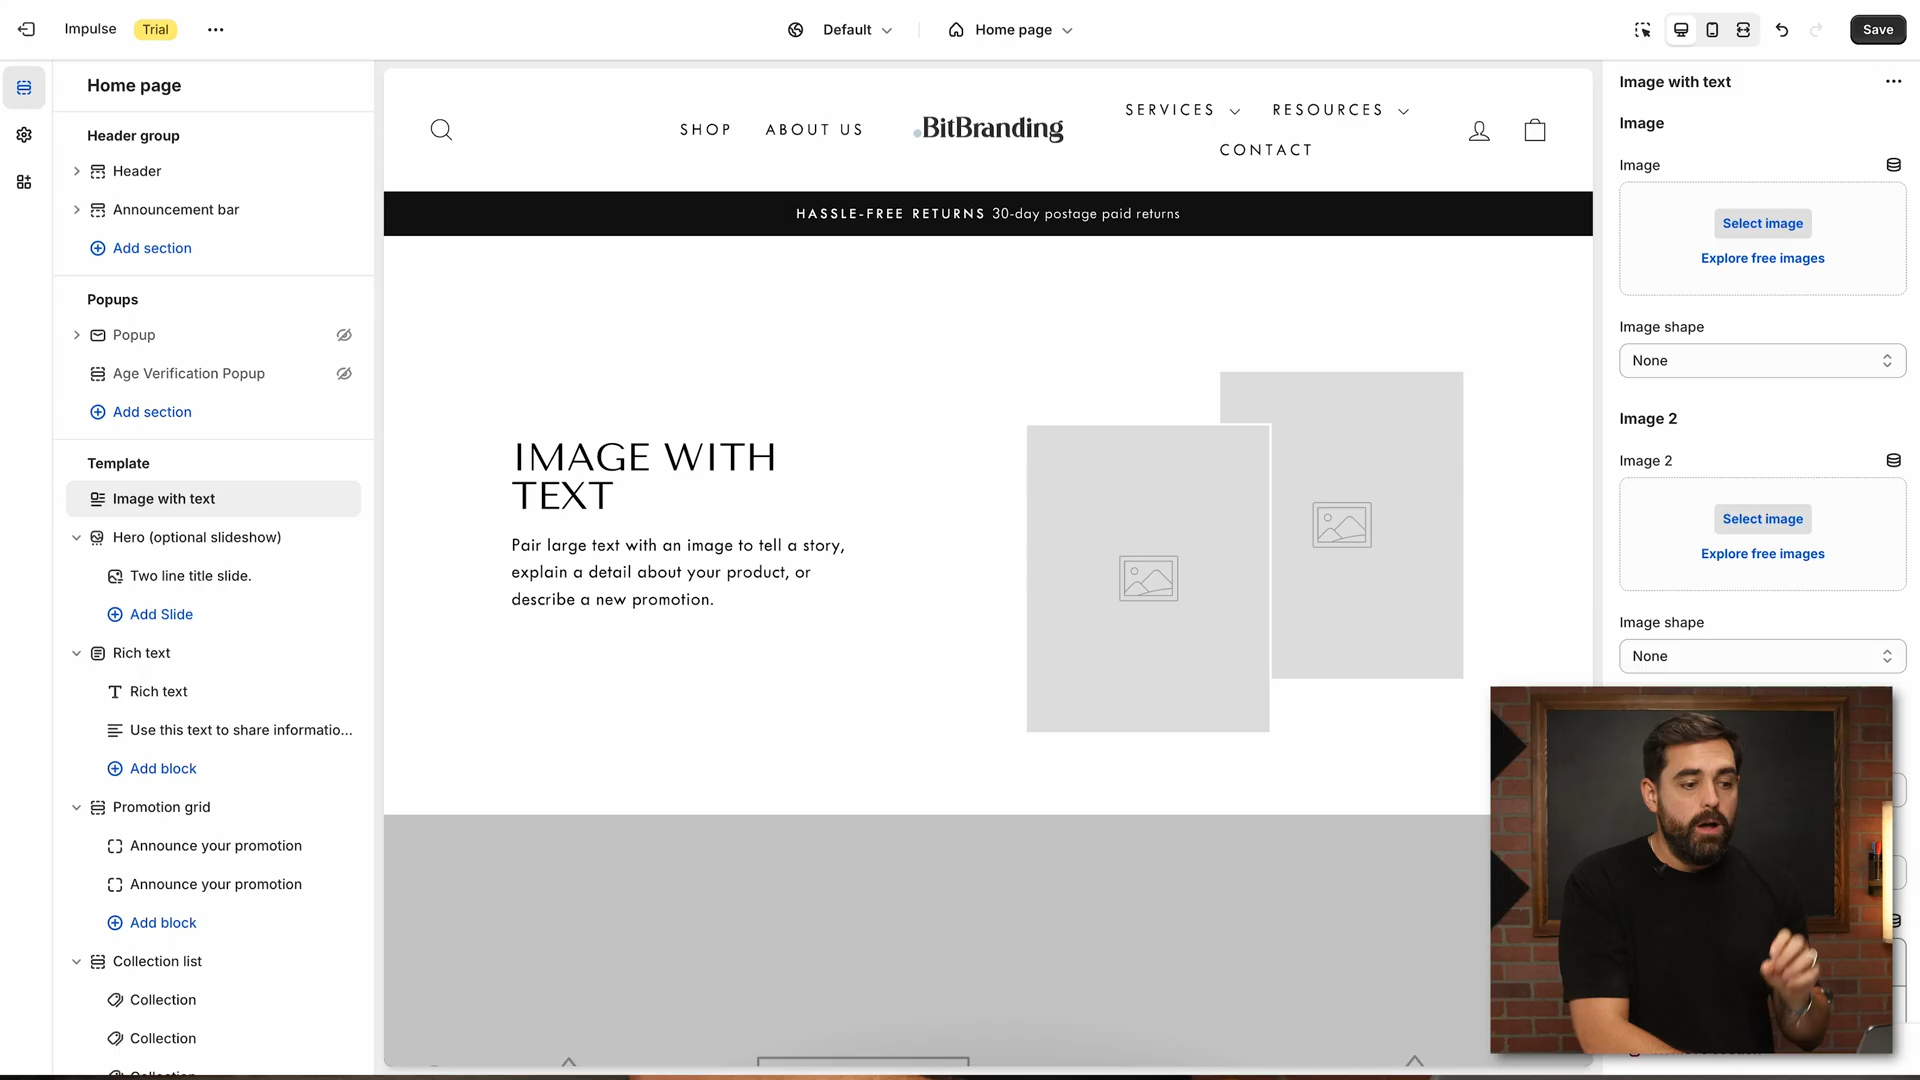 Impulse
Trial
Default
Home page
Save
Home page
Header group
Header
Announcement bar
Add section
Popups
Popup
Age Verification Popup
Add section
Template
Image with text
Hero (optional slideshow)
Two line title slide.
Add Slide
Rich text
Rich text
Use this text to share informatio...
Add block
Promotion grid
Announce your promotion
Announce your promotion
Add block
Collection list
Collection
Collection
SHOP
ABOUT US
.BitBranding
SERVICES
RESOURCES
CONTACT
HASSLE-FREE RETURNS 30-day postage paid returns
IMAGE WITH
TEXT
Pair large text with an image to tell a story,
explain a detail about your product, or
describe a new promotion.
Image with text
Image
Image
Select image
Explore free images
Image shape
None
Image 2
Image 2
Select image
Explore free images
Image shape
None